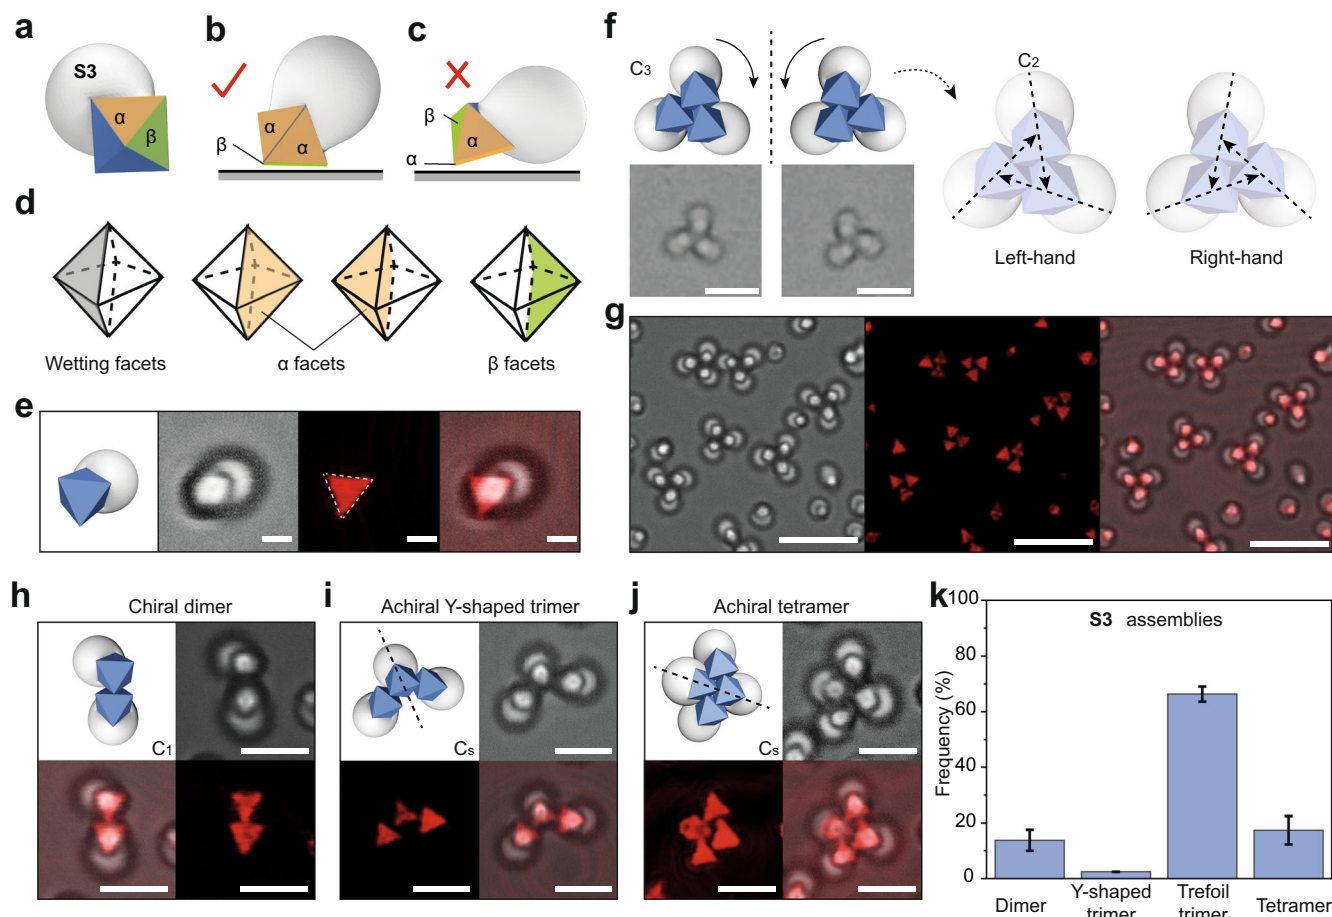 a
S3
α
β
b
α
α
β
c
β
α
α
d
Wetting facets
α facets
β facets
e
f
C3
C2
Left-hand
Right-hand
g
h
Chiral dimer
C1
i
Achiral Y-shaped trimer
Cs
j
Achiral tetramer
Cs
k
S3 assemblies
Frequency (%)
100
80
60
40
20
0
Dimer
Y-shaped
trimer
Trefoil
trimer
Tetramer